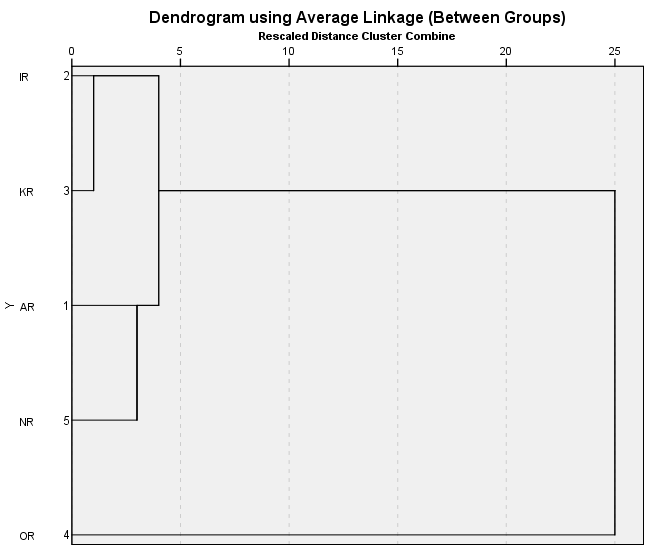 Dendrogram using Average Linkage (Between Groups)
Rescaled Distance Cluster Combine
0 5 10 15 20 25
IR 2
KR 3
Y
AR 1
NR 5
OR 4